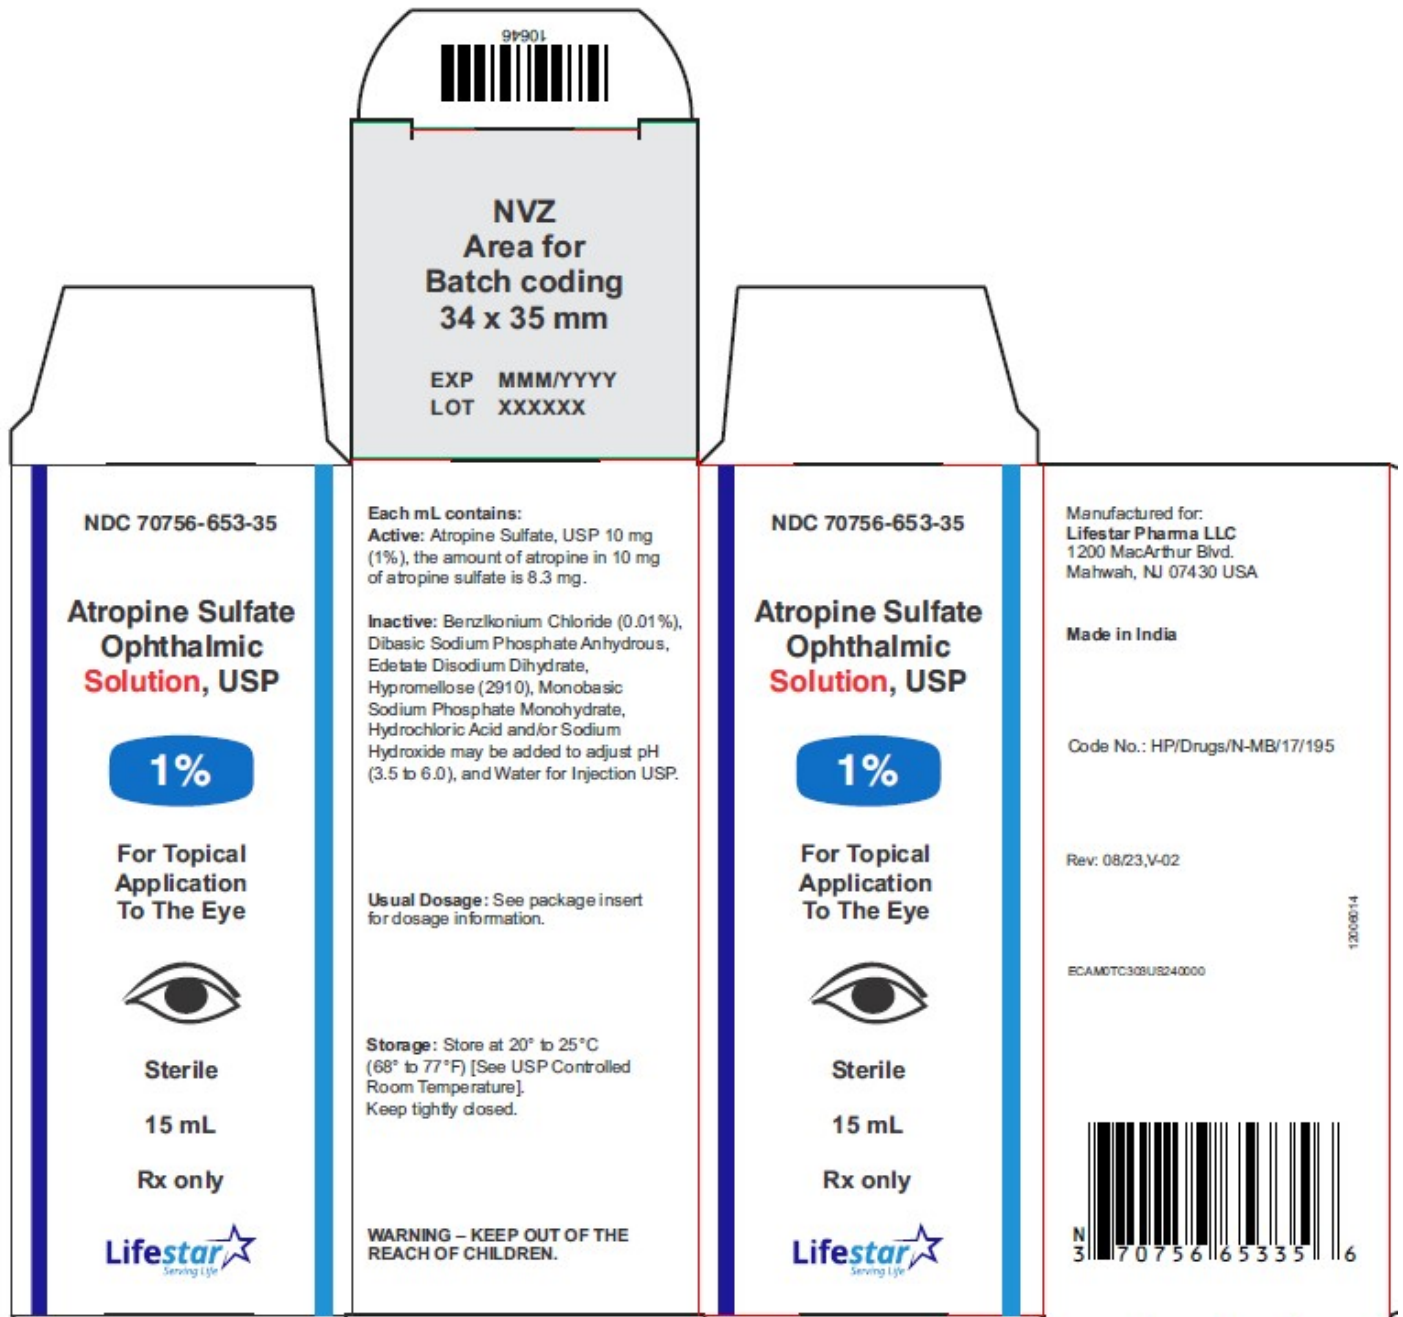 10646
NVZ
Area for
Batch coding
34 x 35 mm
EXP MMM/YYYY
LOT XXXXXX
NDC 70756-653-35
Atropine Sulfate
Ophthalmic
Solution, USP
1%
For Topical
Application
To The Eye
Sterile
15 mL
Rx only
Lifestar
Serving Life
Each mL contains:
Active: Atropine Sulfate, USP 10 mg
(1%), the amount of atropine in 10 mg
of atropine sulfate is 8.3 mg.
Inactive: Benzlkonium Chloride (0.01%),
Dibasic Sodium Phosphate Anhydrous,
Edetate Disodium Dihydrate,
Hypromellose (2910), Monobasic
Sodium Phosphate Monohydrate,
Hydrochloric Acid and/or Sodium
Hydroxide may be added to adjust pH
(3.5 to 6.0), and Water for Injection USP.
Usual Dosage: See package insert
for dosage information.
Storage: Store at 20° to 25°C
(68° to 77°F) [See USP Controlled
Room Temperature].
Keep tightly closed.
WARNING – KEEP OUT OF THE
REACH OF CHILDREN.
NDC 70756-653-35
Atropine Sulfate
Ophthalmic
Solution, USP
1%
For Topical
Application
To The Eye
Sterile
15 mL
Rx only
Lifestar
Serving Life
Manufactured for:
Lifestar Pharma LLC
1200 MacArthur Blvd.
Mahwah, NJ 07430 USA
Made in India
Code No.: HP/Drugs/N-MB/17/195
Rev: 08/23,V-02
12006014
ECAM0TC303US240000
N
3 70756 65335 6